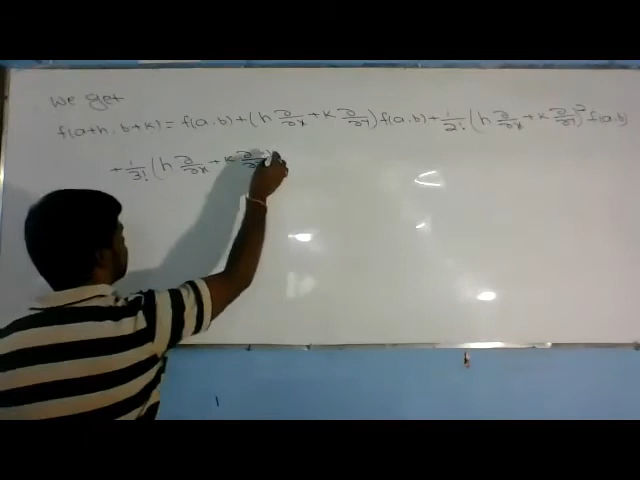 We get
f(a+h, b+k) = f(a,b) + (h ∂/∂x + k ∂/∂y) f(a,b) + 1/2! (h ∂/∂x + k ∂/∂y)² f(a,b)
+ 1/3! (h ∂/∂x + k ∂/∂y)